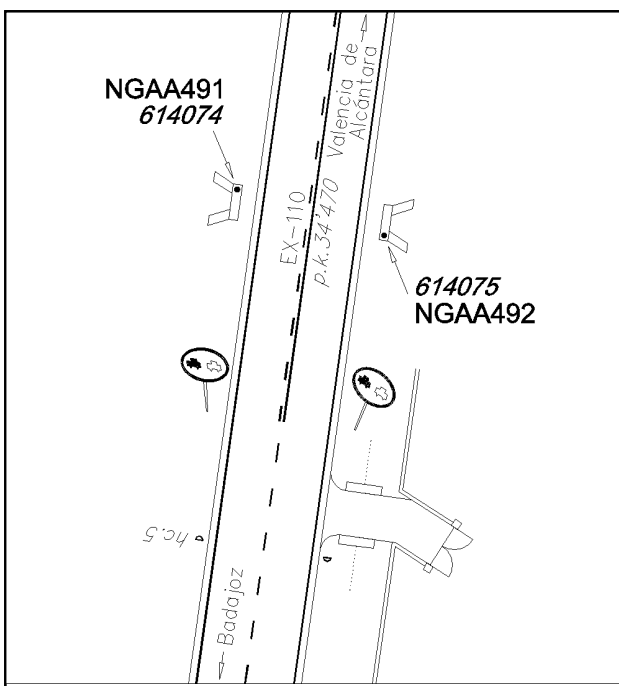 NGAA491
614074
Valencia de
Alcántara
EX-110
p.k.34'470
614075
NGAA492
hc.5
Badajoz